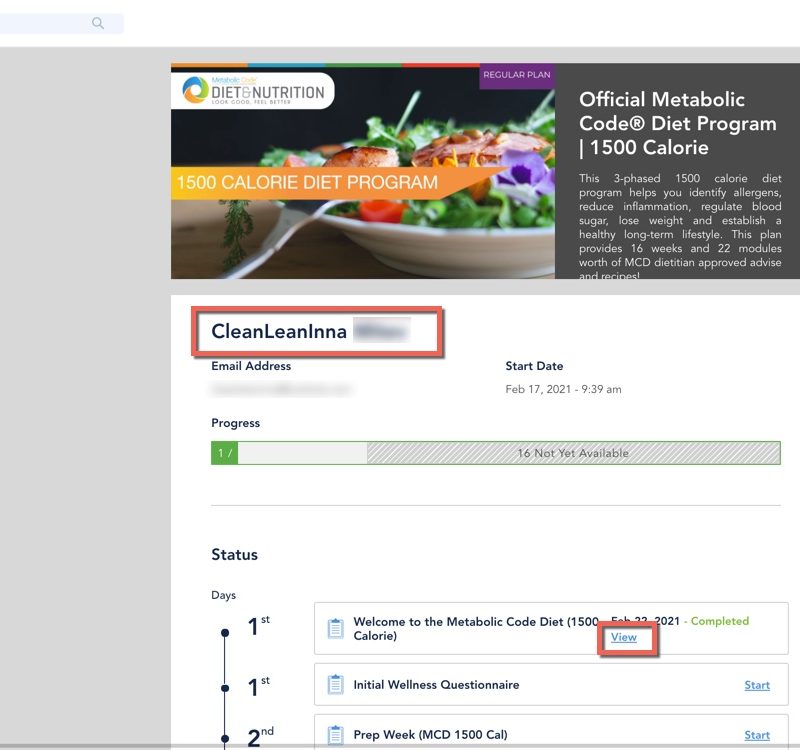 Metabolic Code
DIET&NUTRITION
LOOK GOOD, FEEL BETTER
REGULAR PLAN
1500 CALORIE DIET PROGRAM
Official Metabolic
Code® Diet Program
| 1500 Calorie
This 3-phased 1500 calorie diet
program helps you identify allergens,
reduce inflammation, regulate blood
sugar, lose weight and establish a
healthy long-term lifestyle. This plan
provides 16 weeks and 22 modules
worth of MCD dietitian approved advise
and recipes!
CleanLeanInna
Email Address
Start Date
Feb 17, 2021 - 9:39 am
Progress
1 /
16 Not Yet Available
Status
Days
1st
Welcome to the Metabolic Code Diet (1500
Calorie)
Feb 22, 2021 - Completed
View
1st
Initial Wellness Questionnaire
Start
2nd
Prep Week (MCD 1500 Cal)
Start